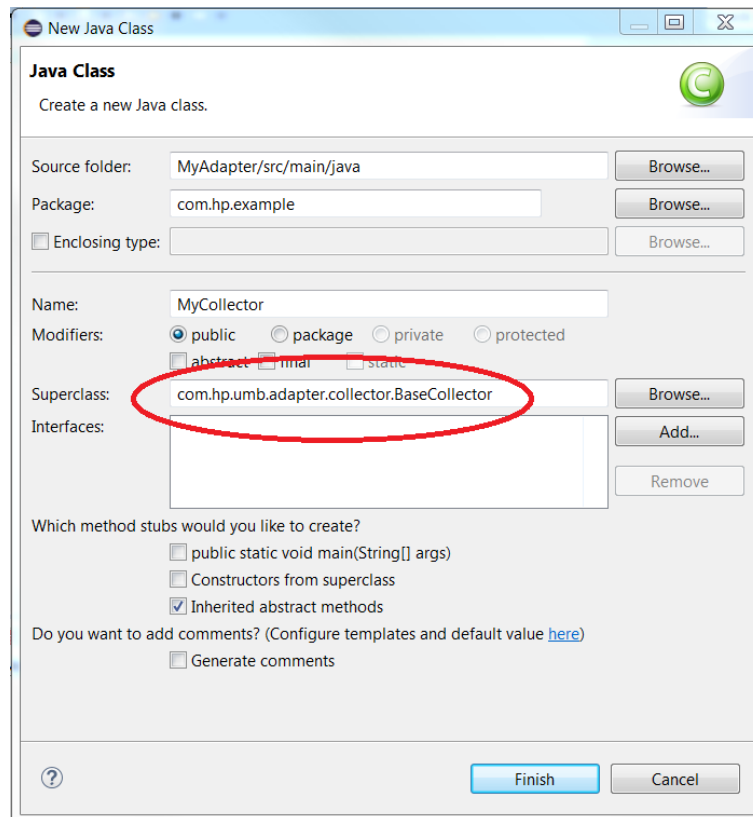 New Java Class
Java Class
Create a new Java class.
Source folder: MyAdapter/src/main/java Browse...
Package: com.hp.example Browse...
Enclosing type: Browse...
Name: MyCollector
Modifiers: public package private protected
abstract final static
Superclass: com.hp.umb.adapter.collector.BaseCollector Browse...
Interfaces: Add...
Remove
Which method stubs would you like to create?
public static void main(String[] args)
Constructors from superclass
Inherited abstract methods
Do you want to add comments? (Configure templates and default value here)
Generate comments
Finish Cancel